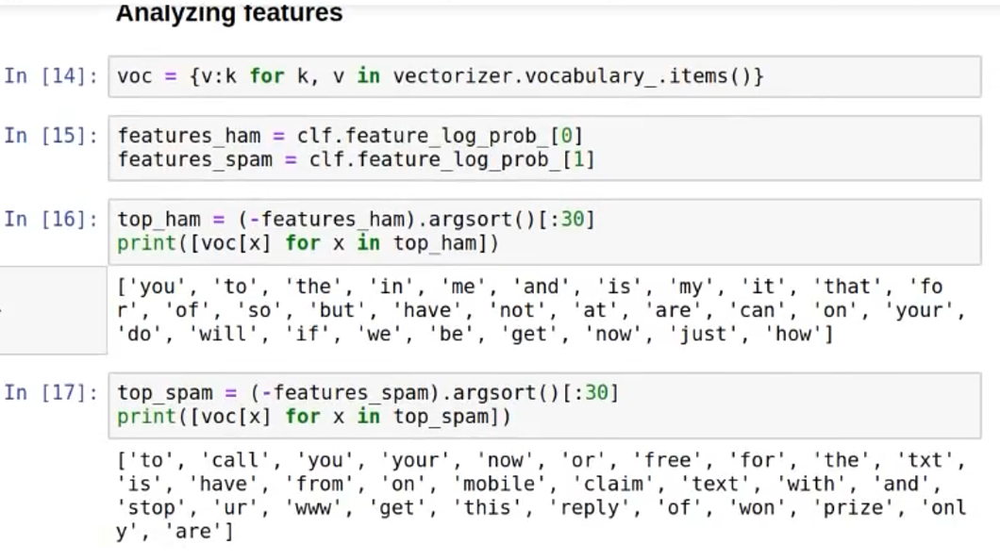 Analyzing features
In [14]: voc = {v:k for k, v in vectorizer.vocabulary_.items()}
In [15]: features_ham = clf.feature_log_prob_[0]
features_spam = clf.feature_log_prob_[1]
In [16]: top_ham = (-features_ham).argsort()[:30]
print([voc[x] for x in top_ham])
['you', 'to', 'the', 'in', 'me', 'and', 'is', 'my', 'it', 'that', 'fo
r', 'of', 'so', 'but', 'have', 'not', 'at', 'are', 'can', 'on', 'your',
'do', 'will', 'if', 'we', 'be', 'get', 'now', 'just', 'how']
In [17]: top_spam = (-features_spam).argsort()[:30]
print([voc[x] for x in top_spam])
['to', 'call', 'you', 'your', 'now', 'or', 'free', 'for', 'the', 'txt',
'is', 'have', 'from', 'on', 'mobile', 'claim', 'text', 'with', 'and',
'stop', 'ur', 'www', 'get', 'this', 'reply', 'of', 'won', 'prize', 'onl
y', 'are']